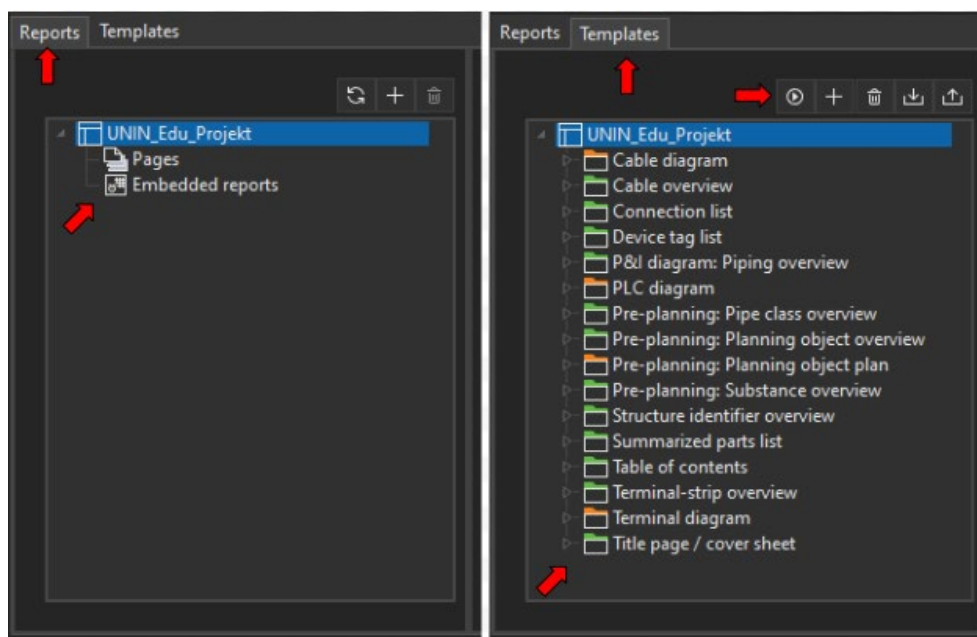 Reports Templates
UNIN_Edu_Projekt
Pages
Embedded reports
Reports Templates
UNIN_Edu_Projekt
Cable diagram
Cable overview
Connection list
Device tag list
P&I diagram: Piping overview
PLC diagram
Pre-planning: Pipe class overview
Pre-planning: Planning object overview
Pre-planning: Planning object plan
Pre-planning: Substance overview
Structure identifier overview
Summarized parts list
Table of contents
Terminal-strip overview
Terminal diagram
Title page / cover sheet